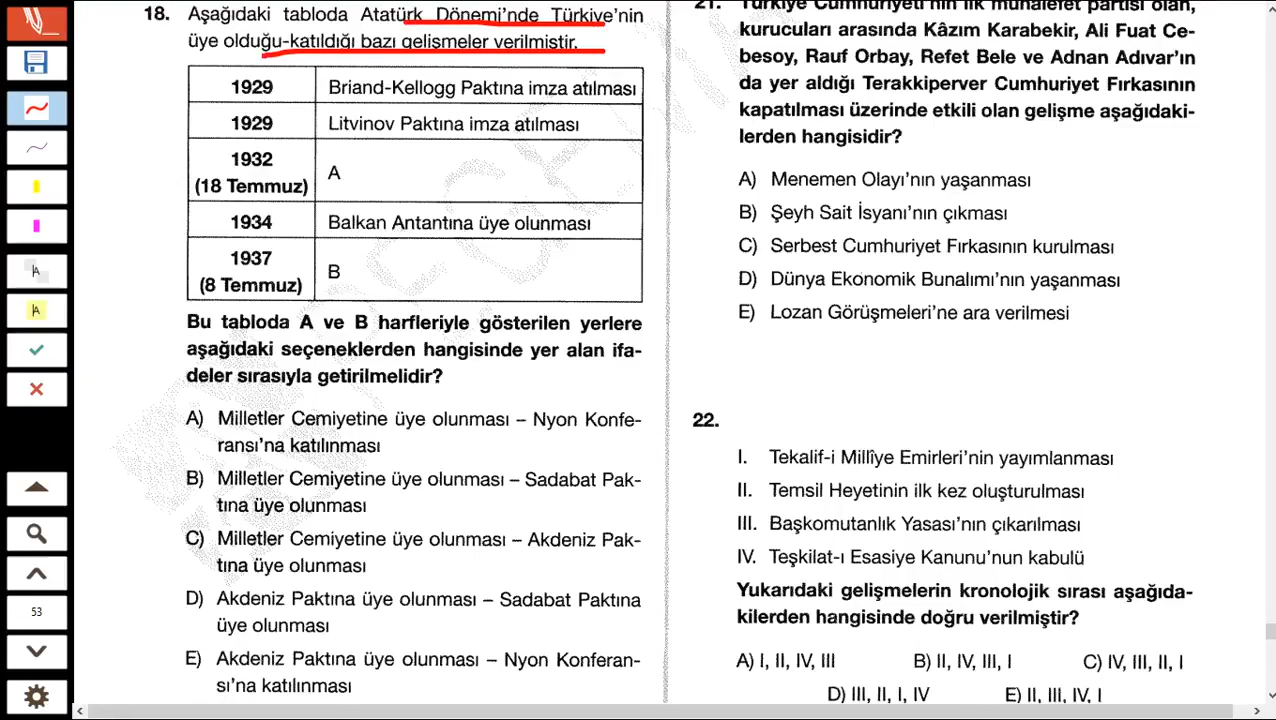 18. Aşağıdaki tabloda Atatürk Dönemi'nde Türkiye'nin
üye olduğu-katıldığı bazı gelişmeler verilmiştir.
1929 Briand-Kellogg Paktına imza atılması
1929 Litvinov Paktına imza atılması
1932
(18 Temmuz) A
1934 Balkan Antantına üye olunması
1937
(8 Temmuz) B
Bu tabloda A ve B harfleriyle gösterilen yerlere
aşağıdaki seçeneklerden hangisinde yer alan ifa-
deler sırasıyla getirilmelidir?
A) Milletler Cemiyetine üye olunması – Nyon Konfe-
ransı'na katılınması
B) Milletler Cemiyetine üye olunması – Sadabat Pak-
tına üye olunması
C) Milletler Cemiyetine üye olunması – Akdeniz Pak-
tına üye olunması
D) Akdeniz Paktına üye olunması – Sadabat Paktına
üye olunması
E) Akdeniz Paktına üye olunması – Nyon Konferan-
sı'na katılınması
21. Türkiye Cumhuriyeti'nin ilk muhalefet partisi olan,
kurucuları arasında Kâzım Karabekir, Ali Fuat Ce-
besoy, Rauf Orbay, Refet Bele ve Adnan Adıvar'ın
da yer aldığı Terakkiperver Cumhuriyet Fırkasının
kapatılması üzerinde etkili olan gelişme aşağıdaki-
lerden hangisidir?
A) Menemen Olayı'nın yaşanması
B) Şeyh Sait İsyanı'nın çıkması
C) Serbest Cumhuriyet Fırkasının kurulması
D) Dünya Ekonomik Bunalımı'nın yaşanması
E) Lozan Görüşmeleri'ne ara verilmesi
22.
I. Tekalif-i Millîye Emirleri'nin yayımlanması
II. Temsil Heyetinin ilk kez oluşturulması
III. Başkomutanlık Yasası'nın çıkarılması
IV. Teşkilat-ı Esasiye Kanunu'nun kabulü
Yukarıdaki gelişmelerin kronolojik sırası aşağıda-
kilerden hangisinde doğru verilmiştir?
A) I, II, IV, III B) II, IV, III, I C) IV, III, II, I
D) III, II, I, IV E) II, III, IV, I
A
A
53